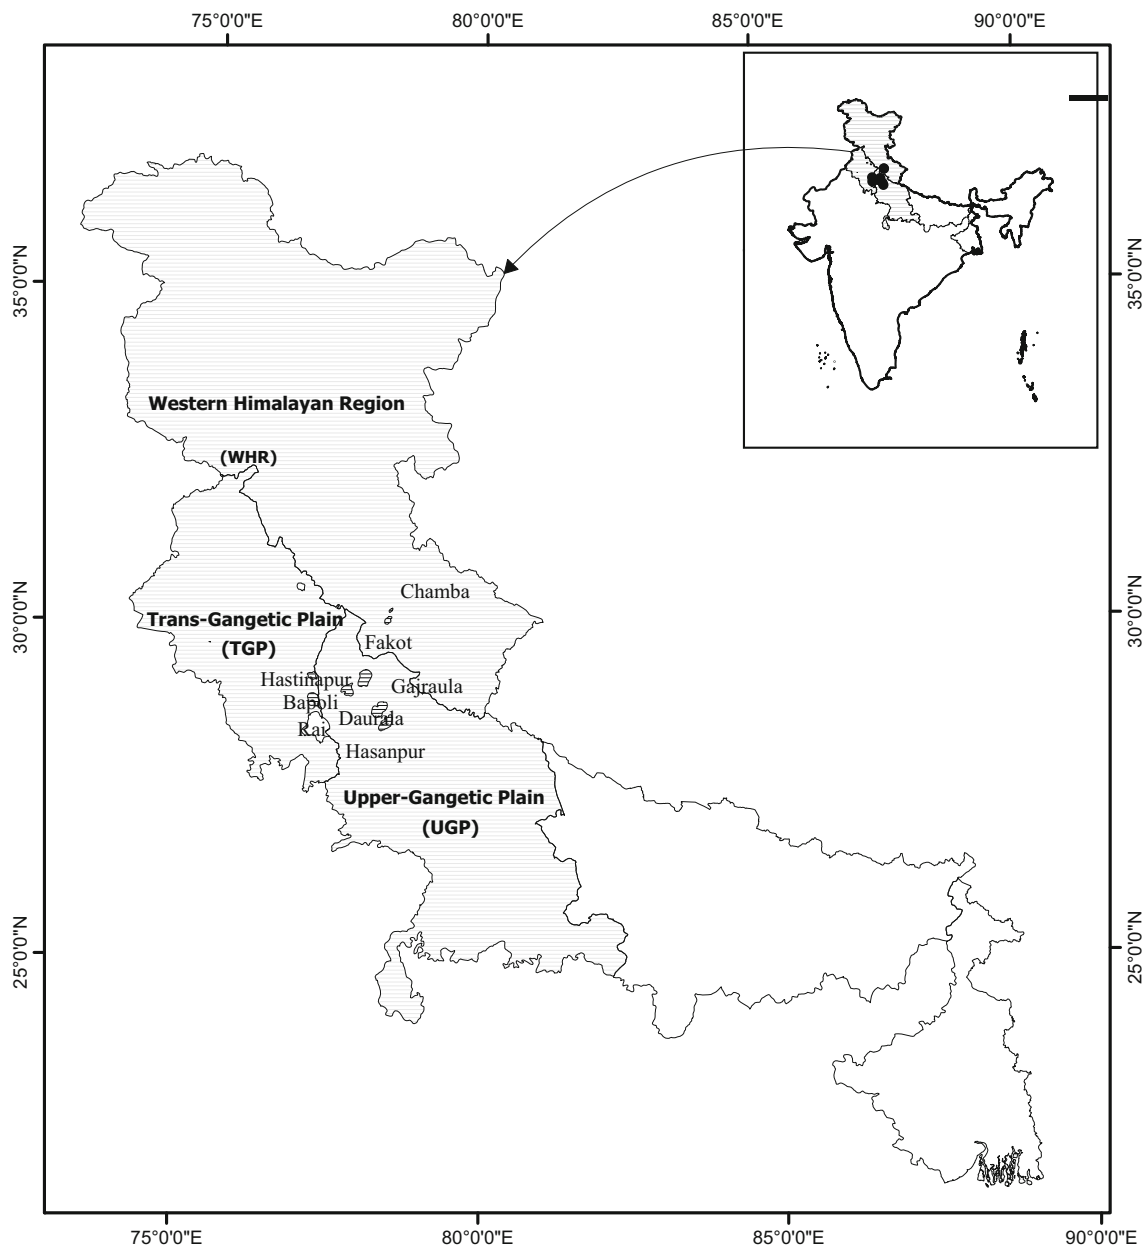 75°0'0"E 80°0'0"E 85°0'0"E 90°0'0"E
35°0'0"N
35°0'0"N
Western Himalayan Region
(WHR)
Chamba
30°0'0"N
30°0'0"N
Trans-Gangetic Plain
(TGP)
Fakot
Hastinapur
Gajraula
Bapoli
Daurala
Rai
Hasanpur
Upper-Gangetic Plain
(UGP)
25°0'0"N
25°0'0"N
75°0'0"E 80°0'0"E 85°0'0"E 90°0'0"E